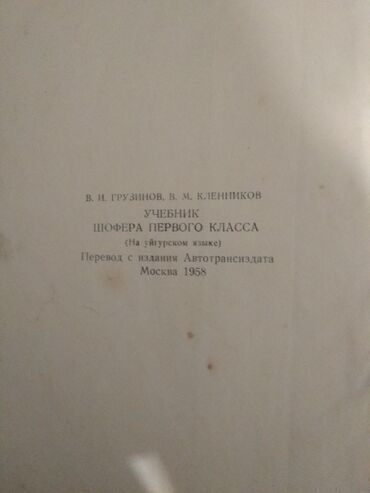 В. И. ГРУЗИНОВ, В. М. КЛЕННИКОВ
УЧЕБНИК
ШОФЕРА ПЕРВОГО КЛАССА
(На уйгурском языке)
Перевод с издания Автотрансиздата
Москва 1958